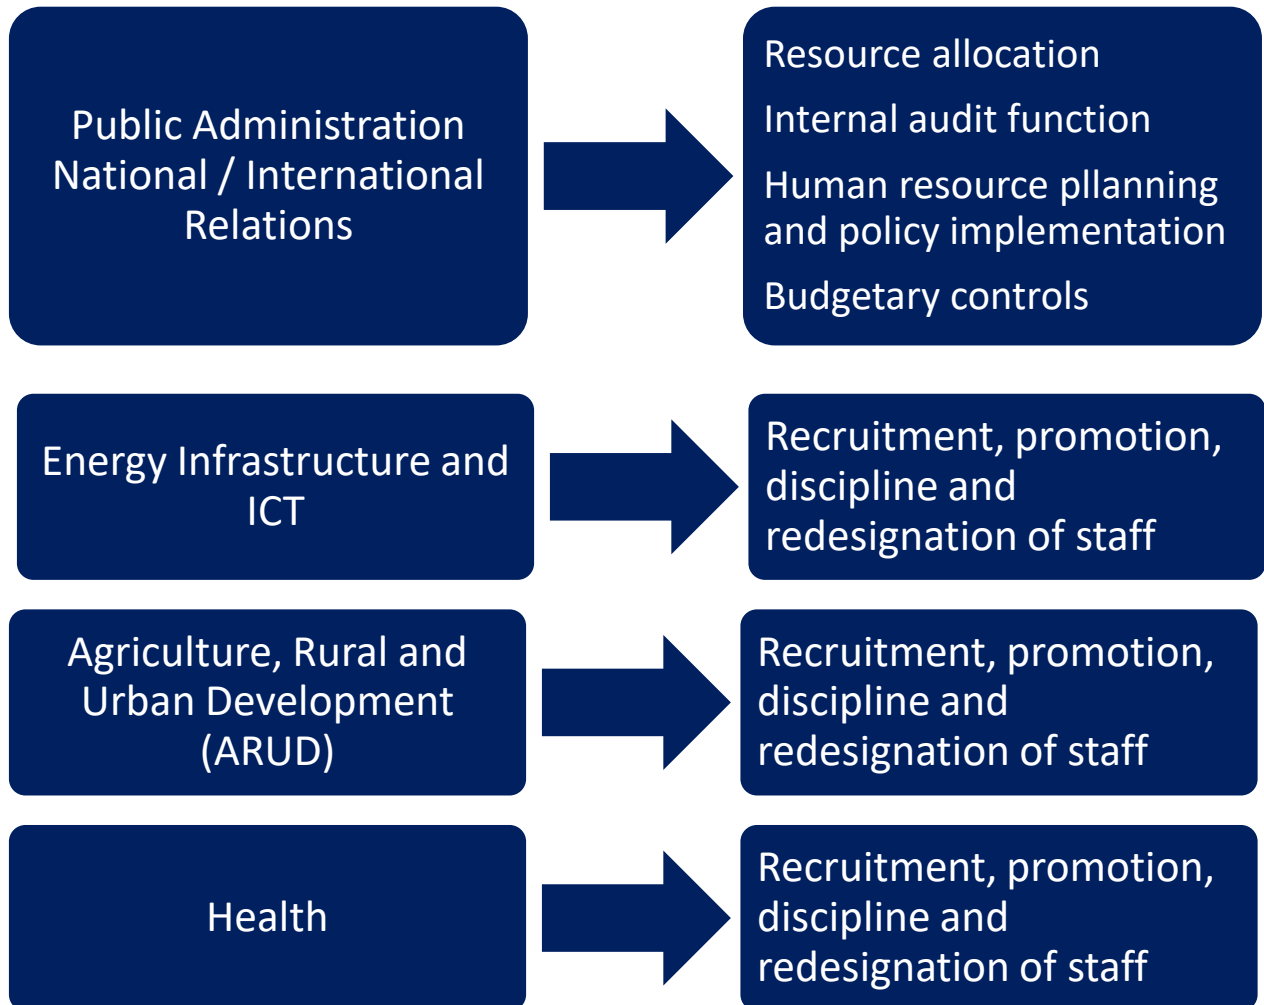 Public Administration
National / International
Relations
Resource allocation
Internal audit function
Human resource pllanning
and policy implementation
Budgetary controls
Energy Infrastructure and
ICT
Recruitment, promotion,
discipline and
redesignation of staff
Agriculture, Rural and
Urban Development
(ARUD)
Recruitment, promotion,
discipline and
redesignation of staff
Health
Recruitment, promotion,
discipline and
redesignation of staff